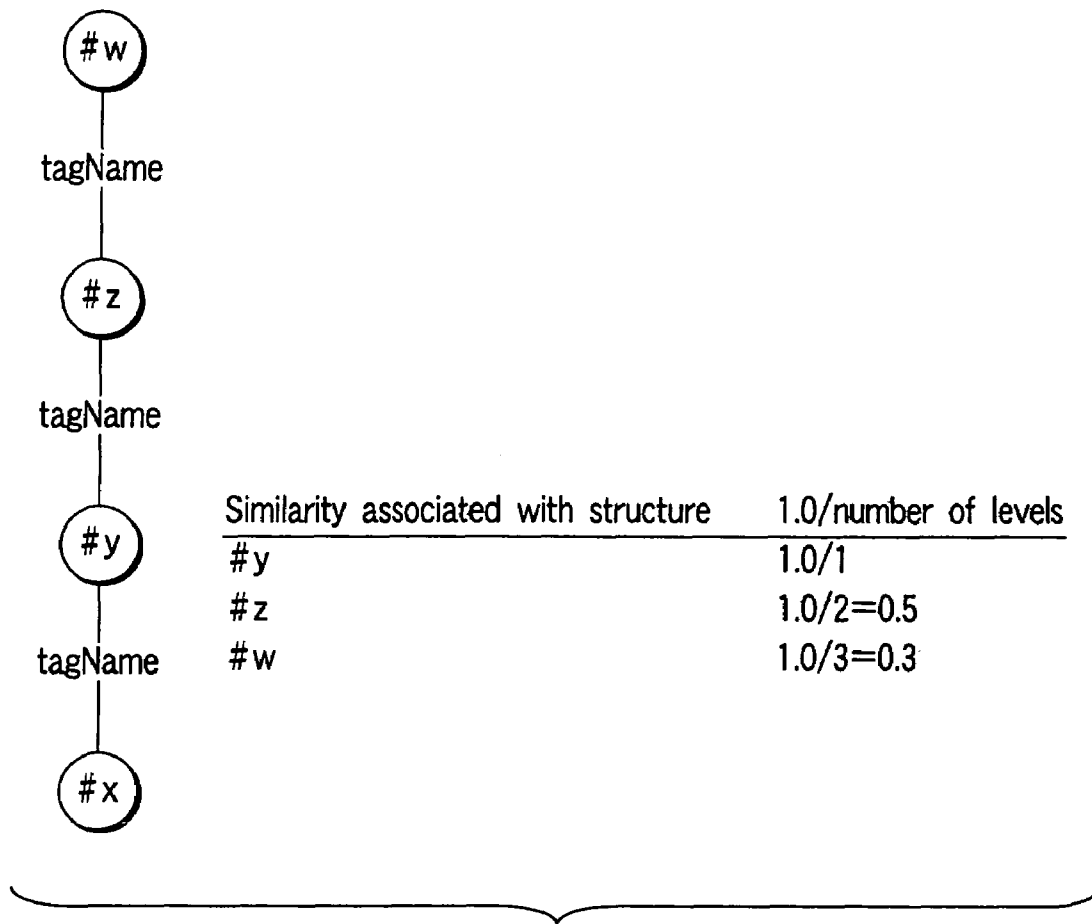 #w
tagName
#z
tagName
#y
tagName
#x
Similarity associated with structure 1.0/number of levels
#y 1.0/1
#z 1.0/2=0.5
#w 1.0/3=0.3